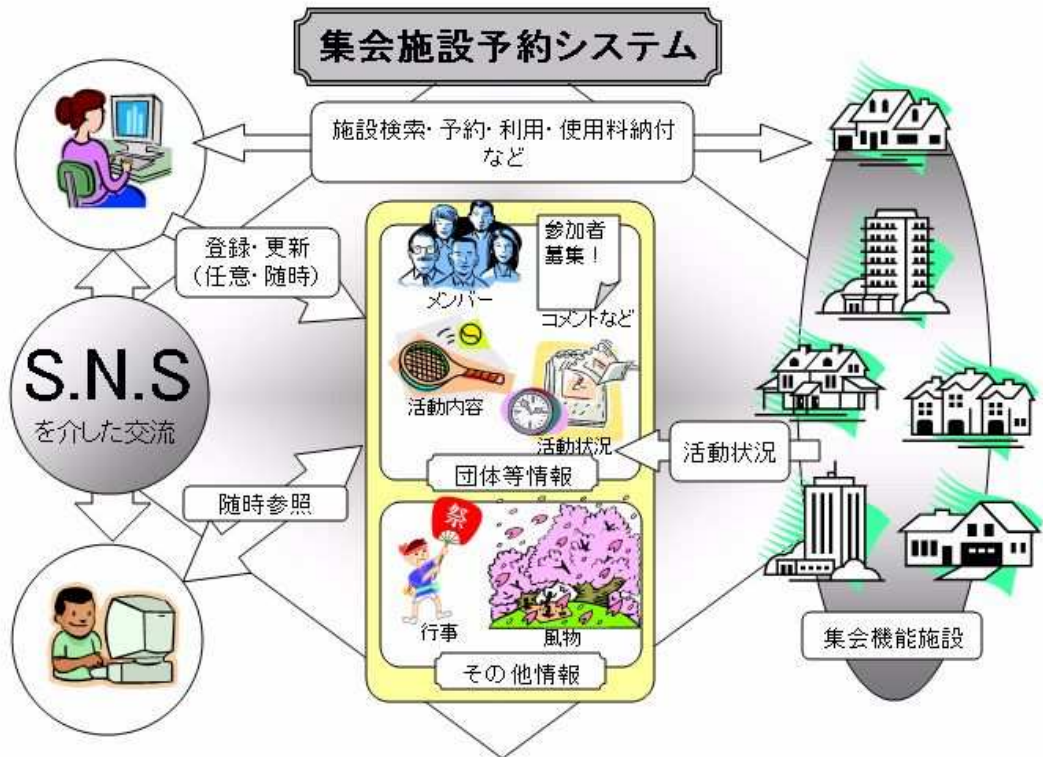 集会施設予約システム
施設検索・予約・利用・使用料納付
など
登録・更新
（任意・随時）
参加者
募集！
メンバー
コメントなど
S.N.S
を介した交流
活動内容
活動状況
団体等情報
活動状況
随時参照
祭
行事
風物
その他情報
集会機能施設